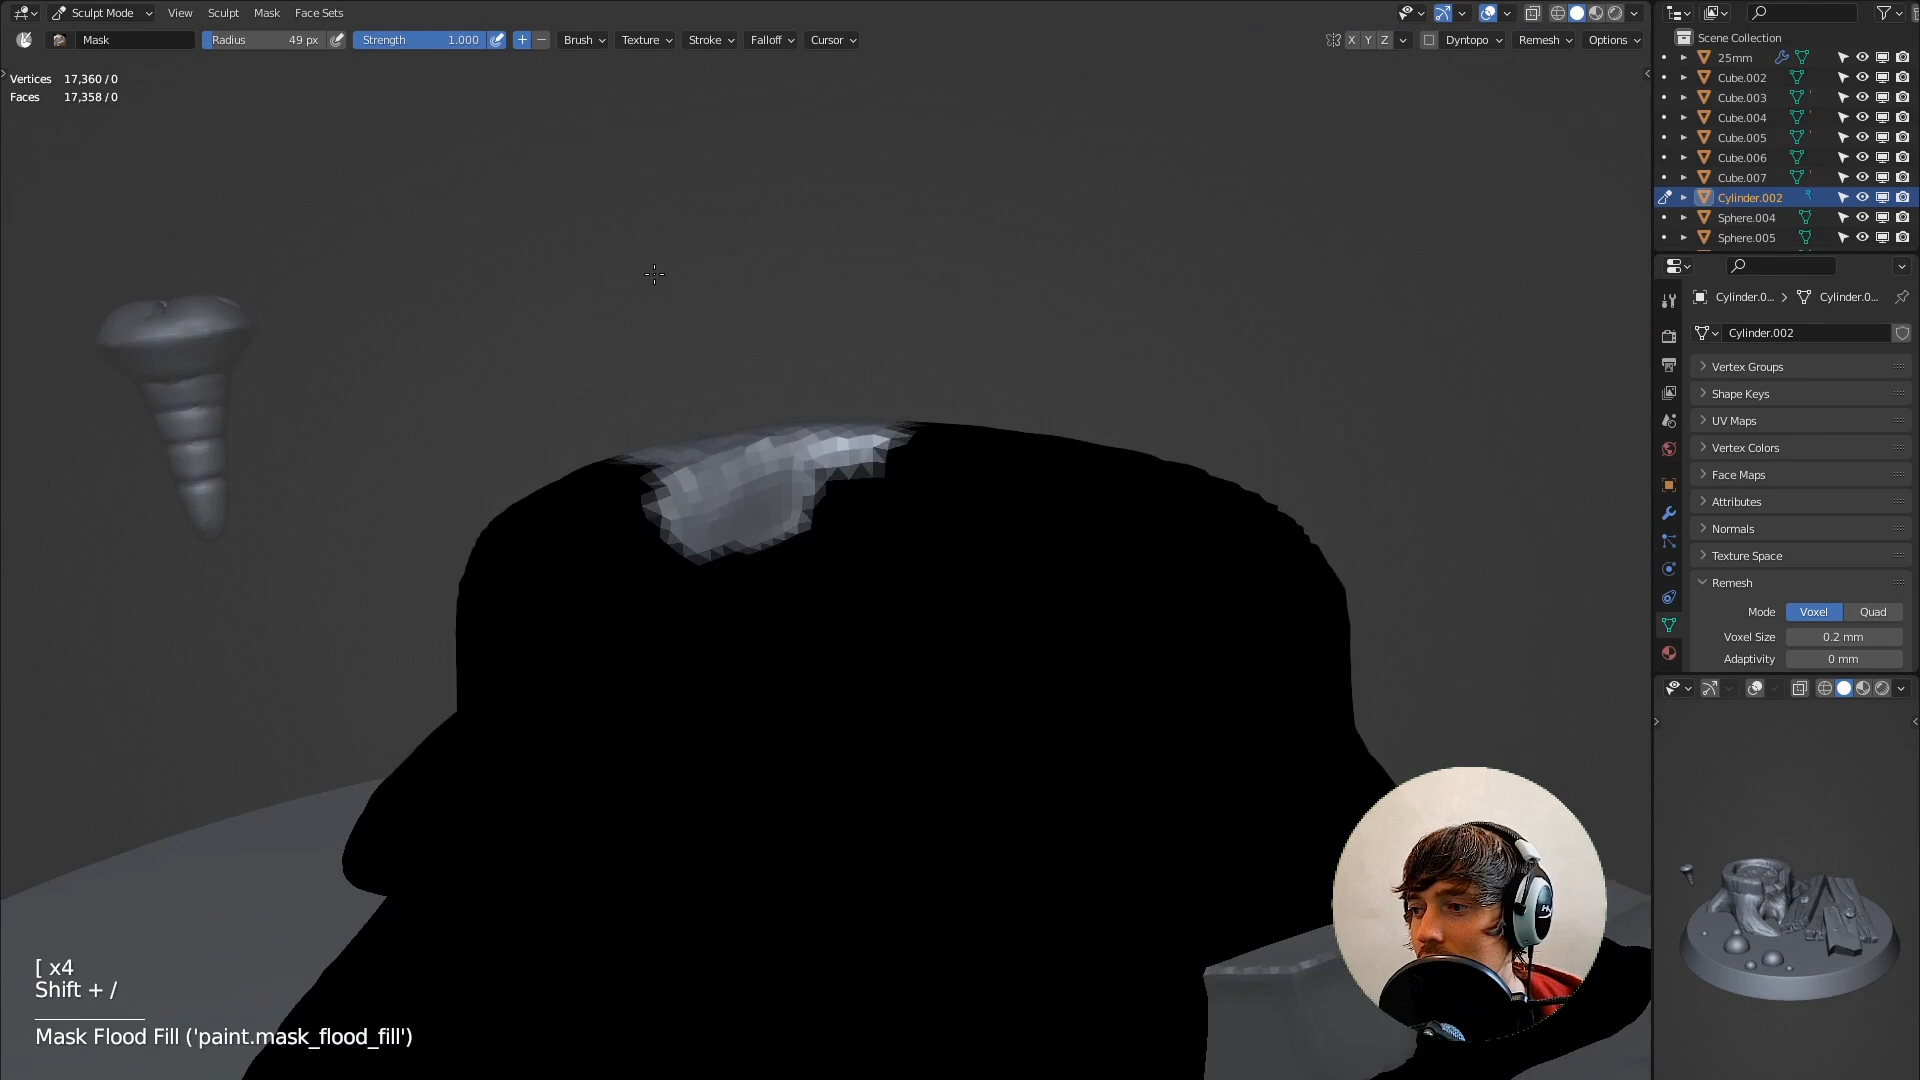 Sculpt Mode View Sculpt Mask Face Sets
Mask Radius 49 px Strength 1.000 + − Brush Texture Stroke Falloff Cursor X Y Z Dyntopo Remesh Options
Vertices 17,360 / 0
Faces 17,358 / 0
Scene Collection
25mm
Cube.002
Cube.003
Cube.004
Cube.005
Cube.006
Cube.007
Cylinder.002
Sphere.004
Sphere.005
Cylinder.0... Cylinder.0...
Cylinder.002
Vertex Groups
Shape Keys
UV Maps
Vertex Colors
Face Maps
Attributes
Normals
Texture Space
Remesh
Mode Voxel Quad
Voxel Size 0.2 mm
Adaptivity 0 mm
[ x4
Shift + /
Mask Flood Fill ('paint.mask_flood_fill')